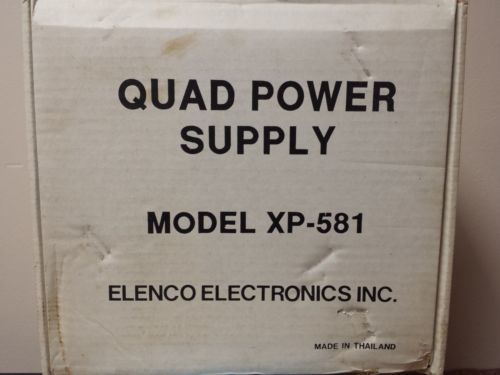 QUAD POWER
SUPPLY
MODEL XP-581
ELENCO ELECTRONICS INC.
MADE IN THAILAND